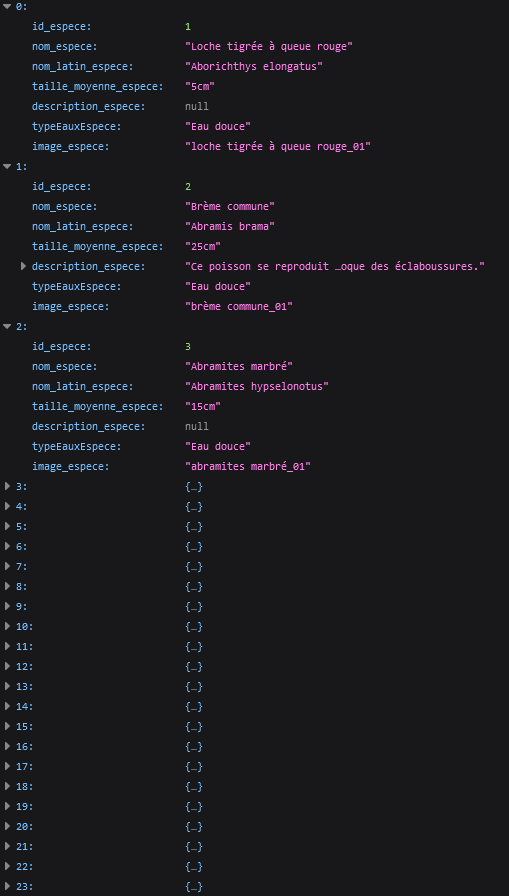 0:
id_espece: 1
nom_espece: "Loche tigrée à queue rouge"
nom_latin_espece: "Aborichthys elongatus"
taille_moyenne_espece: "5cm"
description_espece: null
typeEauxEspece: "Eau douce"
image_espece: "loche tigrée à queue rouge_01"
1:
id_espece: 2
nom_espece: "Brème commune"
nom_latin_espece: "Abramis brama"
taille_moyenne_espece: "25cm"
description_espece: "Ce poisson se reproduit …oque des éclaboussures."
typeEauxEspece: "Eau douce"
image_espece: "brème commune_01"
2:
id_espece: 3
nom_espece: "Abramites marbré"
nom_latin_espece: "Abramites hypselonotus"
taille_moyenne_espece: "15cm"
description_espece: null
typeEauxEspece: "Eau douce"
image_espece: "abramites marbré_01"
3: {…}
4: {…}
5: {…}
6: {…}
7: {…}
8: {…}
9: {…}
10: {…}
11: {…}
12: {…}
13: {…}
14: {…}
15: {…}
16: {…}
17: {…}
18: {…}
19: {…}
20: {…}
21: {…}
22: {…}
23: {…}